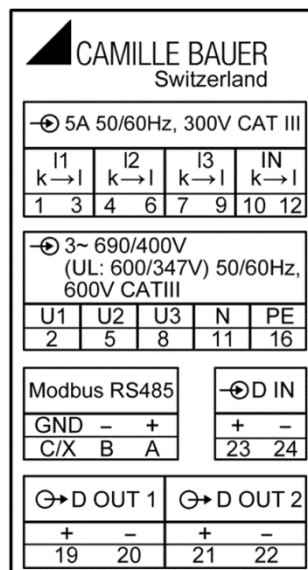 CAMILLE BAUER
Switzerland
5A 50/60Hz, 300V CAT III
I1 I2 I3 IN
k→l k→l k→l k→l
1 3 4 6 7 9 10 12
3~ 690/400V
(UL: 600/347V) 50/60Hz,
600V CATIII
U1 U2 U3 N PE
2 5 8 11 16
Modbus RS485
GND – +
C/X B A
D IN
+ –
23 24
D OUT 1
+ –
19 20
D OUT 2
+ –
21 22